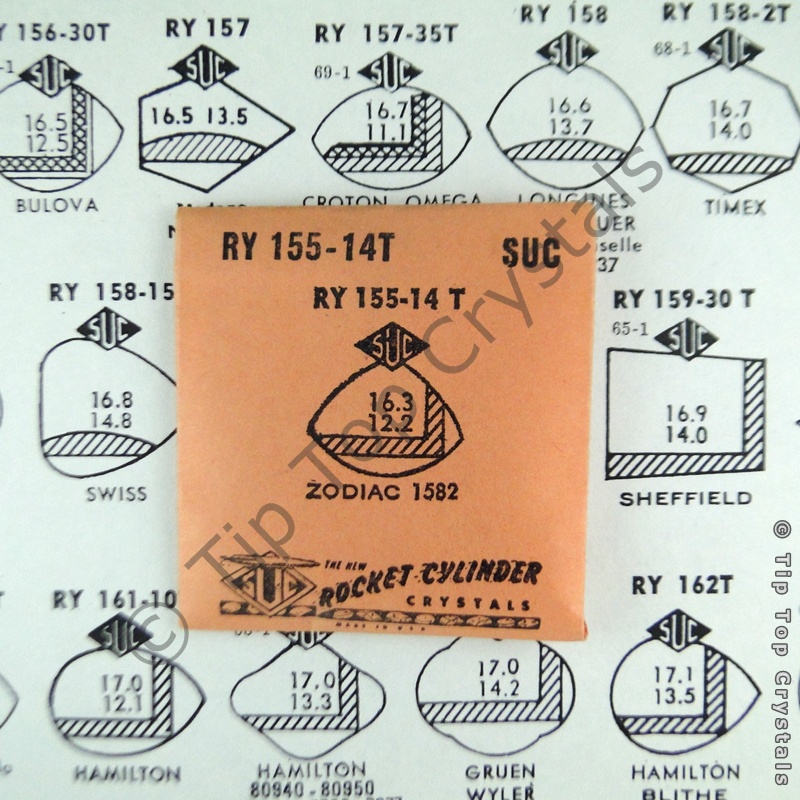 RY 156-30T
RY 157
RY 157-35T
RY 158
RY 158-2T
SUC
SUC
69-1
SUC
SUC
68-1
SUC
16.5
12.5
16.5 13.5
16.7
11.1
16.6
13.7
16.7
14.0
BULOVA
CROTON OMEGA
LONGINES
TIMEX
37
RY 155-14T
SUC
RY 155-14 T
SUC
16.3
12.2
ZODIAC 1582
SUC
THE NEW
ROCKET CYLINDER
CRYSTALS
MADE IN U.S.A.
RY 158-15
SUC
16.8
14.8
SWISS
RY 159-30 T
65-1
SUC
16.9
14.0
SHEFFIELD
RY 161-10
RY 162T
SUC
SUC
17.0
12.1
17.0
13.3
17.0
14.2
17.1
13.5
HAMILTON
HAMILTON
80940-80950
GRUEN
WYLER
HAMILTON
BLITHE
© Tip Top Crystals
© Tip Top Crystals